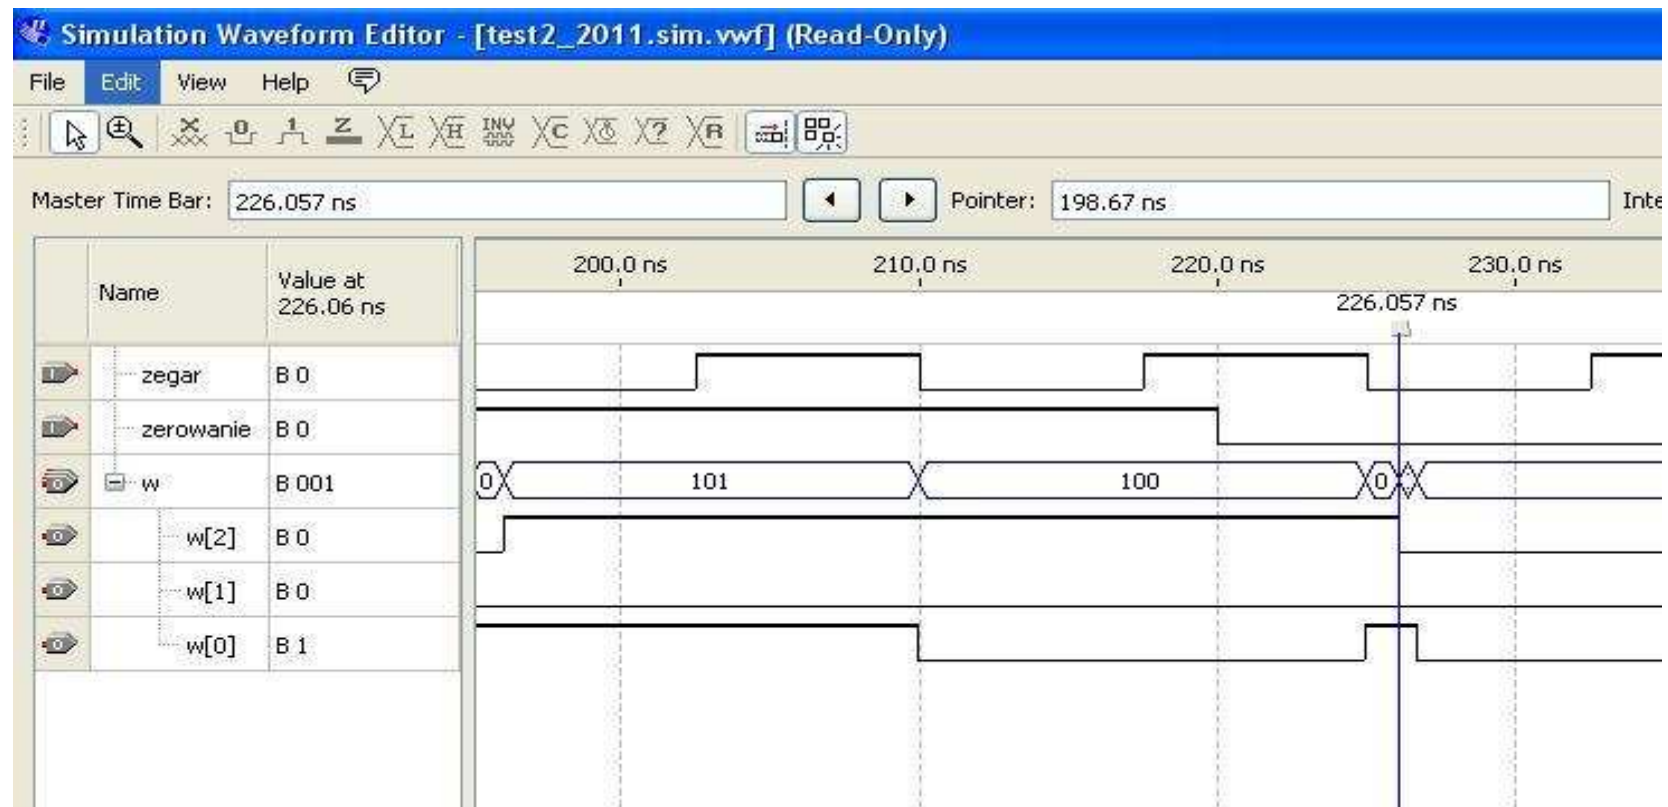 Simulation Waveform Editor - [test2_2011.sim.vwf] (Read-Only)
File Edit View Help
X 0 1 Z L H INV C ? R
Master Time Bar: 226.057 ns Pointer: 198.67 ns Inte
Name Value at 226.06 ns
200.0 ns 210.0 ns 220.0 ns 230.0 ns
226.057 ns
zegar B 0
zerowanie B 0
w B 001 0 101 100 0
w[2] B 0
w[1] B 0
w[0] B 1